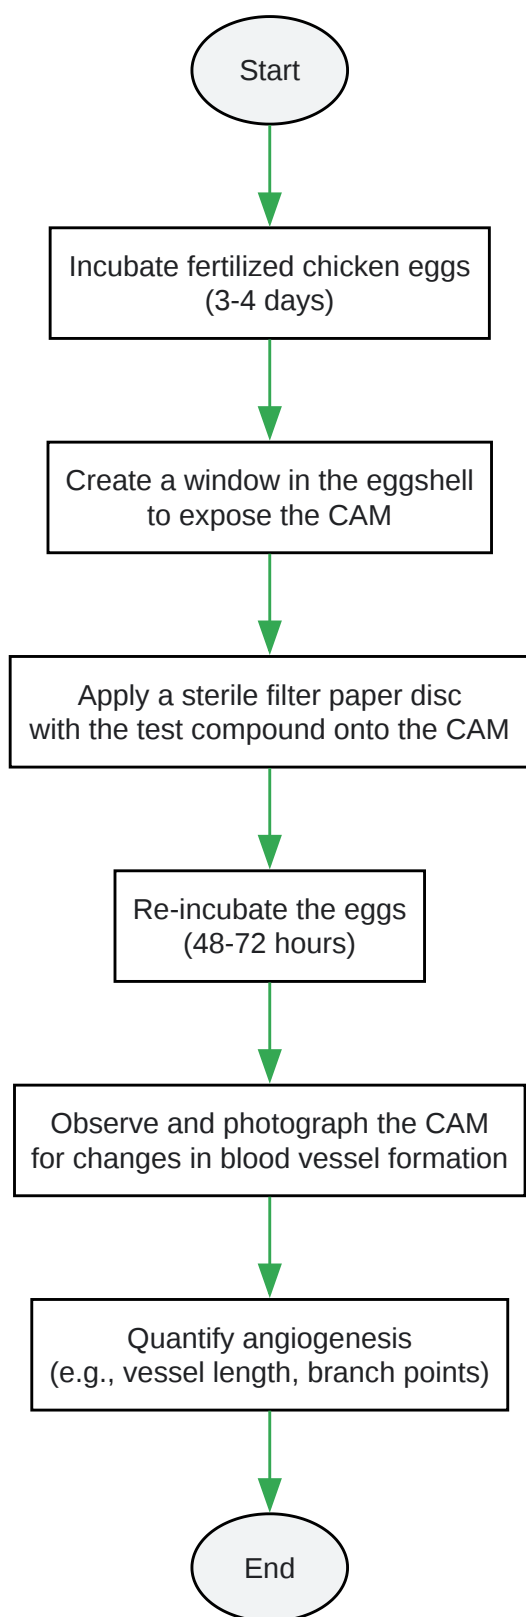 Start
Incubate fertilized chicken eggs
(3-4 days)
Create a window in the eggshell
to expose the CAM
Apply a sterile filter paper disc
with the test compound onto the CAM
Re-incubate the eggs
(48-72 hours)
Observe and photograph the CAM
for changes in blood vessel formation
Quantify angiogenesis
(e.g., vessel length, branch points)
End